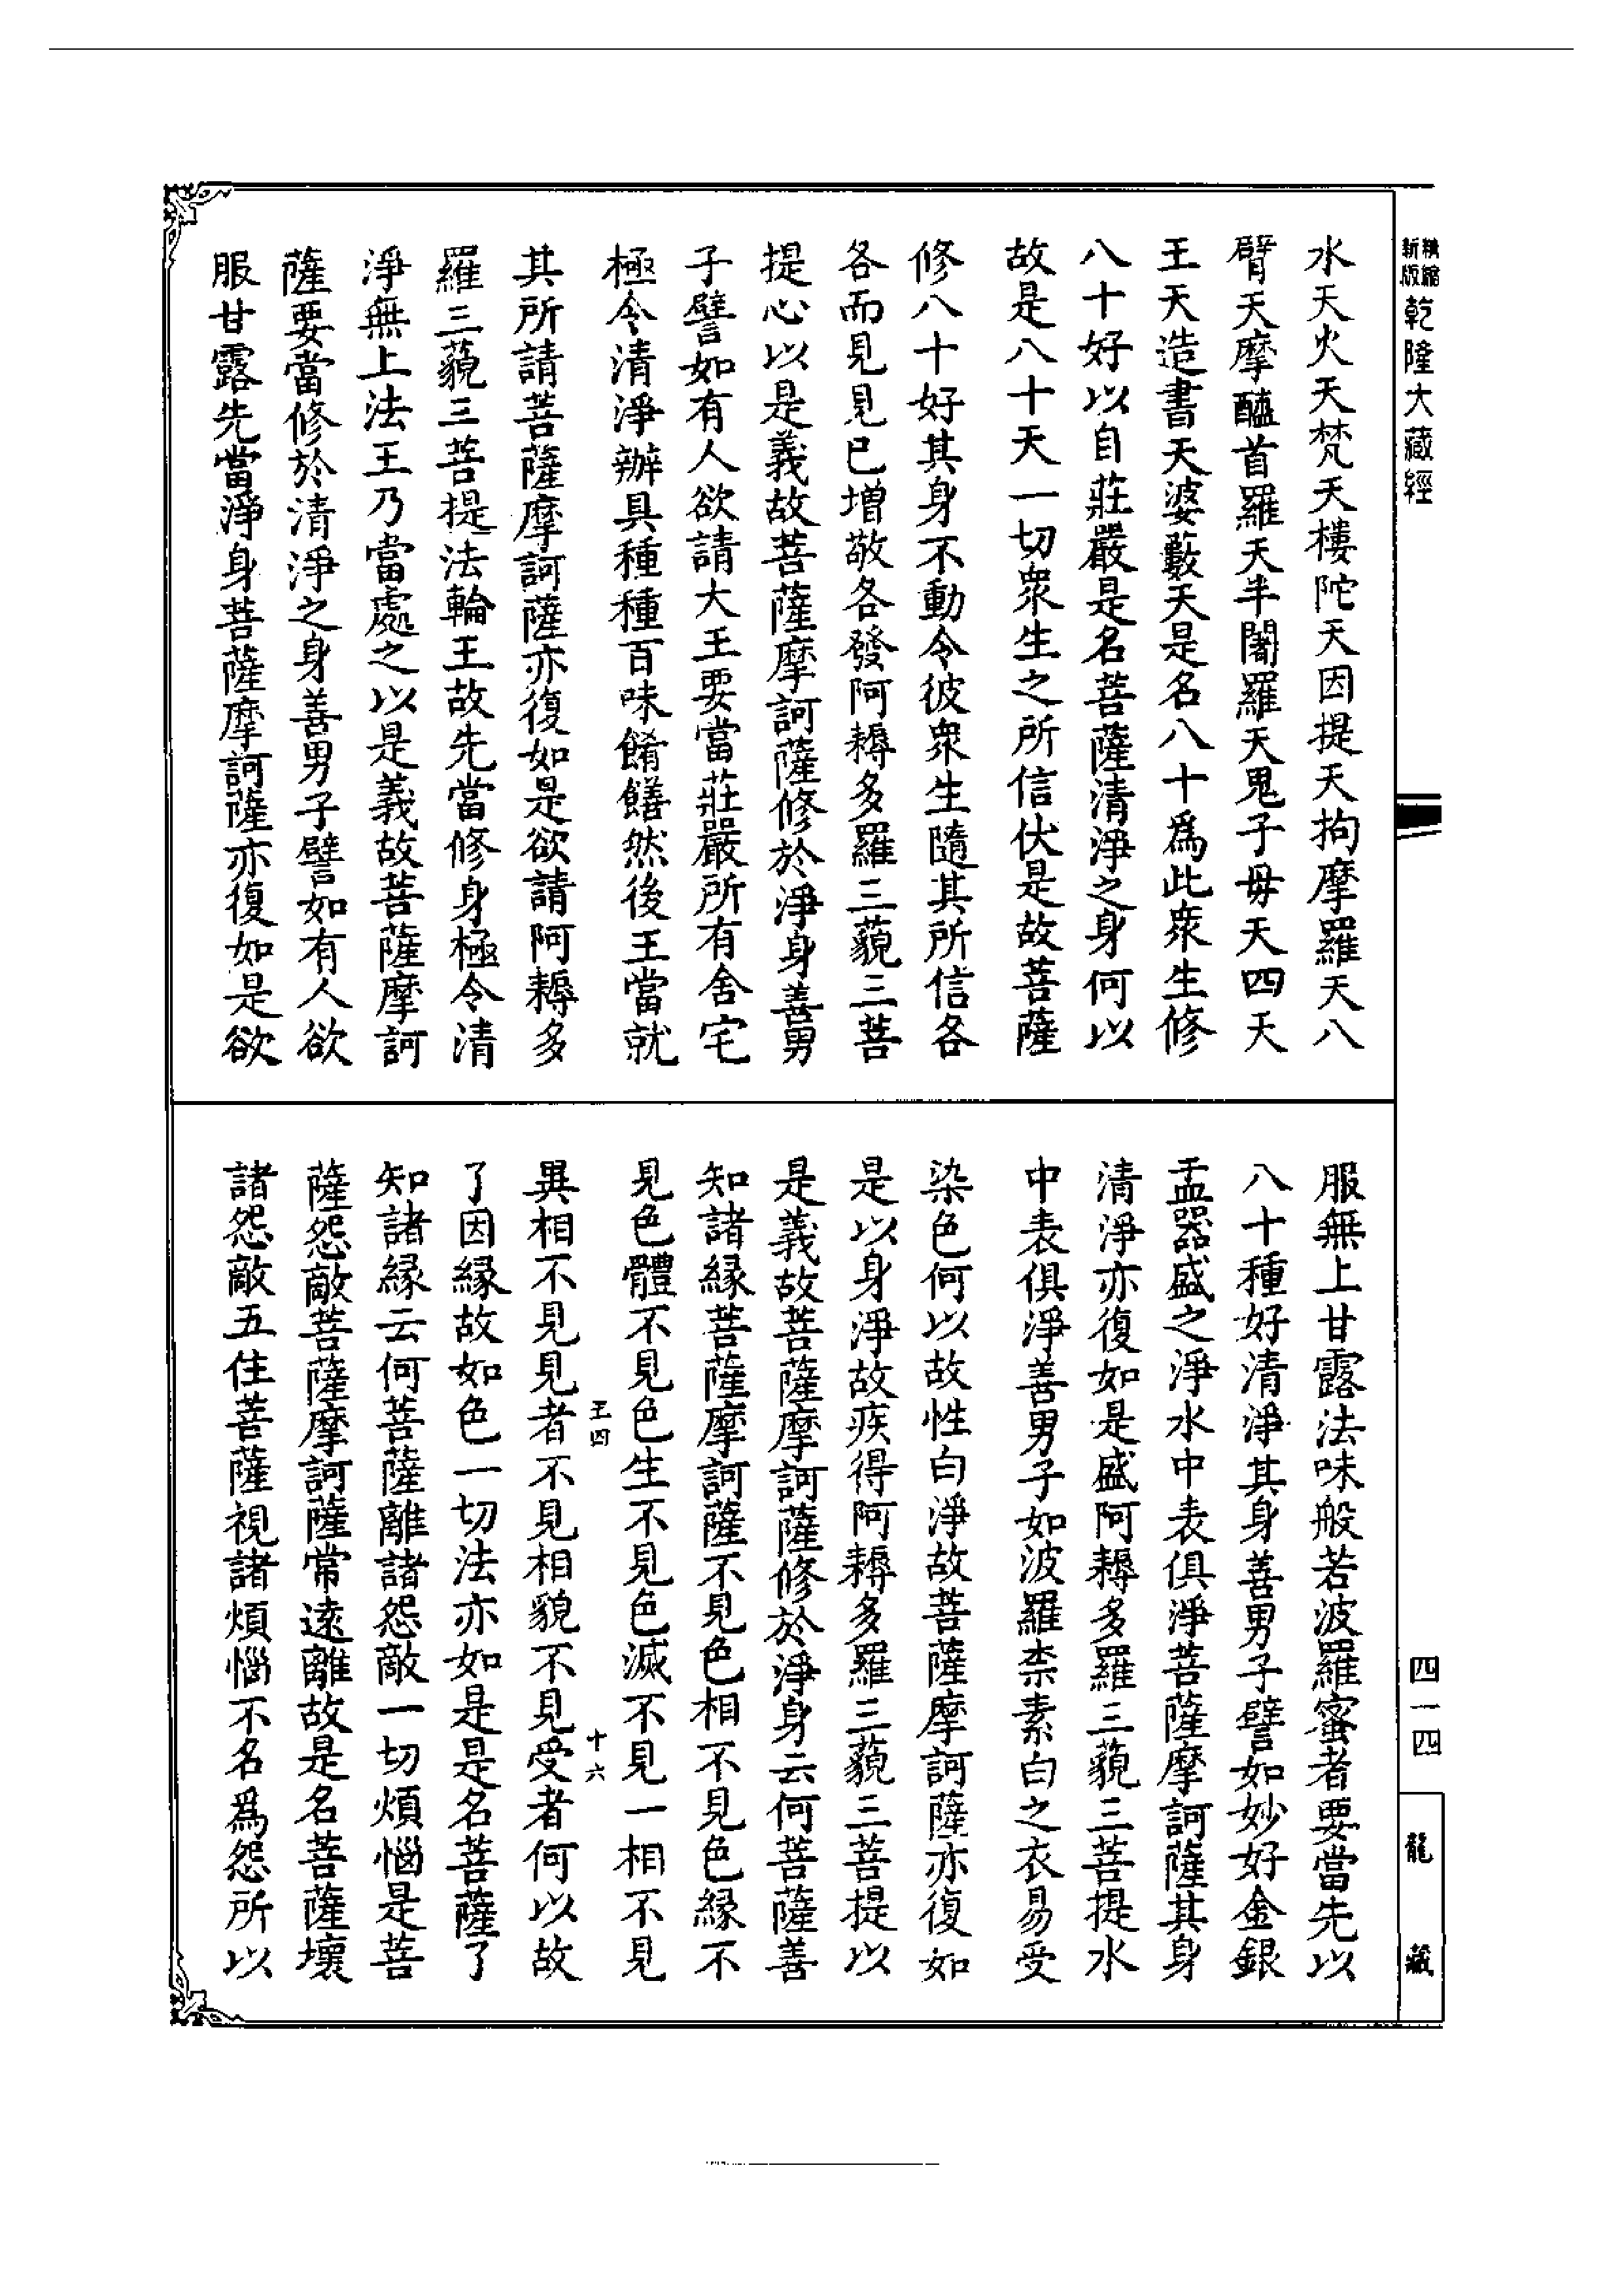 新版 精縮 乾隆大藏經
水天火天梵天樓陀天因提天拘摩羅天八
臂天摩醯首羅天半闍羅天鬼子母天四天
王天造書天婆藪天是名八十爲此衆生修
八十好以自莊嚴是名菩薩清淨之身何以
故是八十天一切衆生之所信伏是故菩薩
修八十好其身不動令彼衆生隨其所信各
各而見見已增敬各發阿耨多羅三藐三菩
提心以是義故菩薩摩訶薩修於淨身善男
子譬如有人欲請大王要當莊嚴所有舍宅
極令清淨辦具種種百味餚饍然後王當就
其所請菩薩摩訶薩亦復如是欲請阿耨多
羅三藐三菩提法輪王故先當修身極令清
淨無上法王乃當處之以是義故菩薩摩訶
薩要當修於清淨之身善男子譬如有人欲
服甘露先當淨身菩薩摩訶薩亦復如是欲
服無上甘露法味般若波羅蜜者要當先以
八十種好清淨其身善男子譬如妙好金銀
盂器盛之淨水中表俱淨菩薩摩訶薩其身
清淨亦復如是盛阿耨多羅三藐三菩提水
中表俱淨善男子如波羅柰素白之衣易受
染色何以故性白淨故菩薩摩訶薩亦復如
是以身淨故疾得阿耨多羅三藐三菩提以
是義故菩薩摩訶薩修於淨身云何菩薩善
知諸緣菩薩摩訶薩不見色相不見色緣不
見色體不見色生不見色滅不見一相不見
王四 十六
異相不見見者不見相貌不見受者何以故
了因緣故如色一切法亦如是是名菩薩了
知諸緣云何菩薩離諸怨敵一切煩惱是菩
薩怨敵菩薩摩訶薩常遠離故是名菩薩壞
諸怨敵五住菩薩視諸煩惱不名爲怨所以
四一四
龍藏